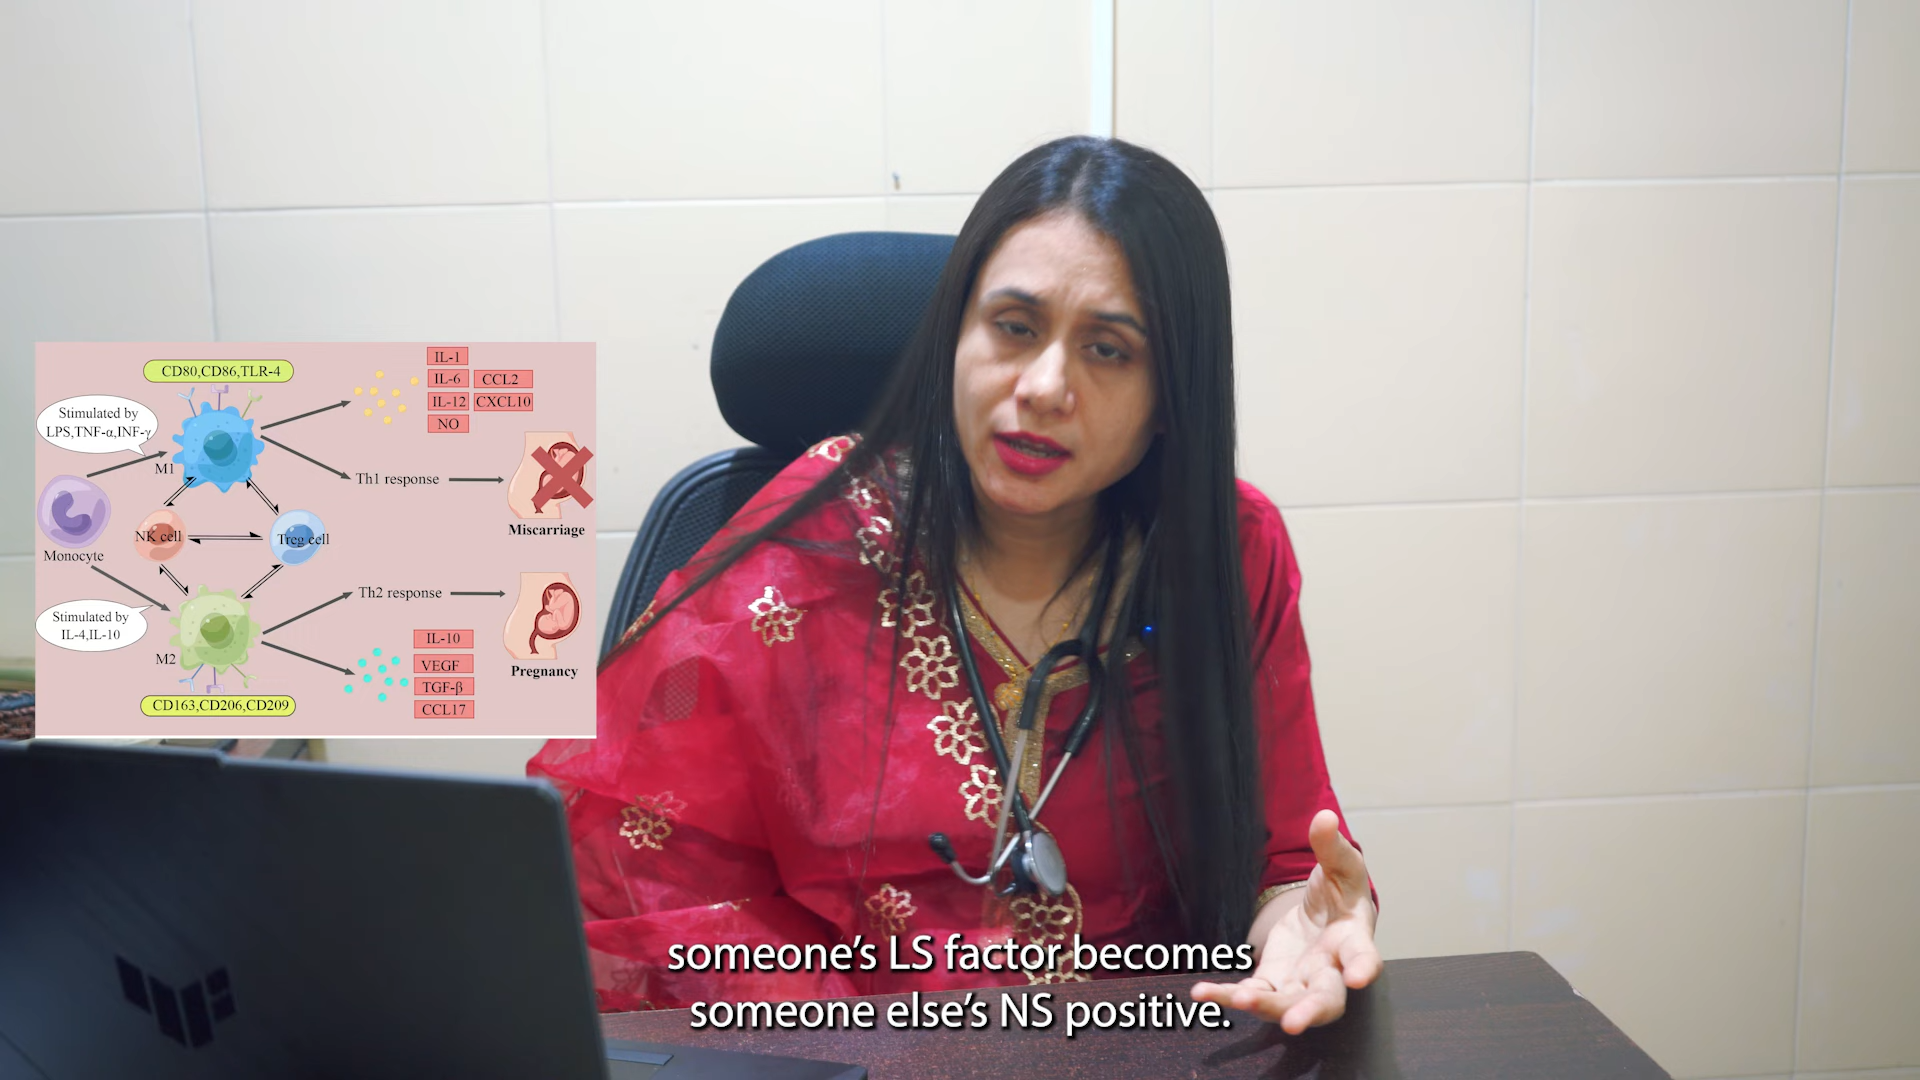 CD80,CD86,TLR-4
Stimulated by
LPS,TNF-α,INF-γ
M1
Monocyte
NK cell
Treg cell
Stimulated by
IL-4,IL-10
M2
CD163,CD206,CD209
IL-1
IL-6 CCL2
IL-12 CXCL10
NO
Th1 response
Miscarriage
Th2 response
Pregnancy
IL-10
VEGF
TGF-β
CCL17
someone’s LS factor becomes
someone else’s NS positive.